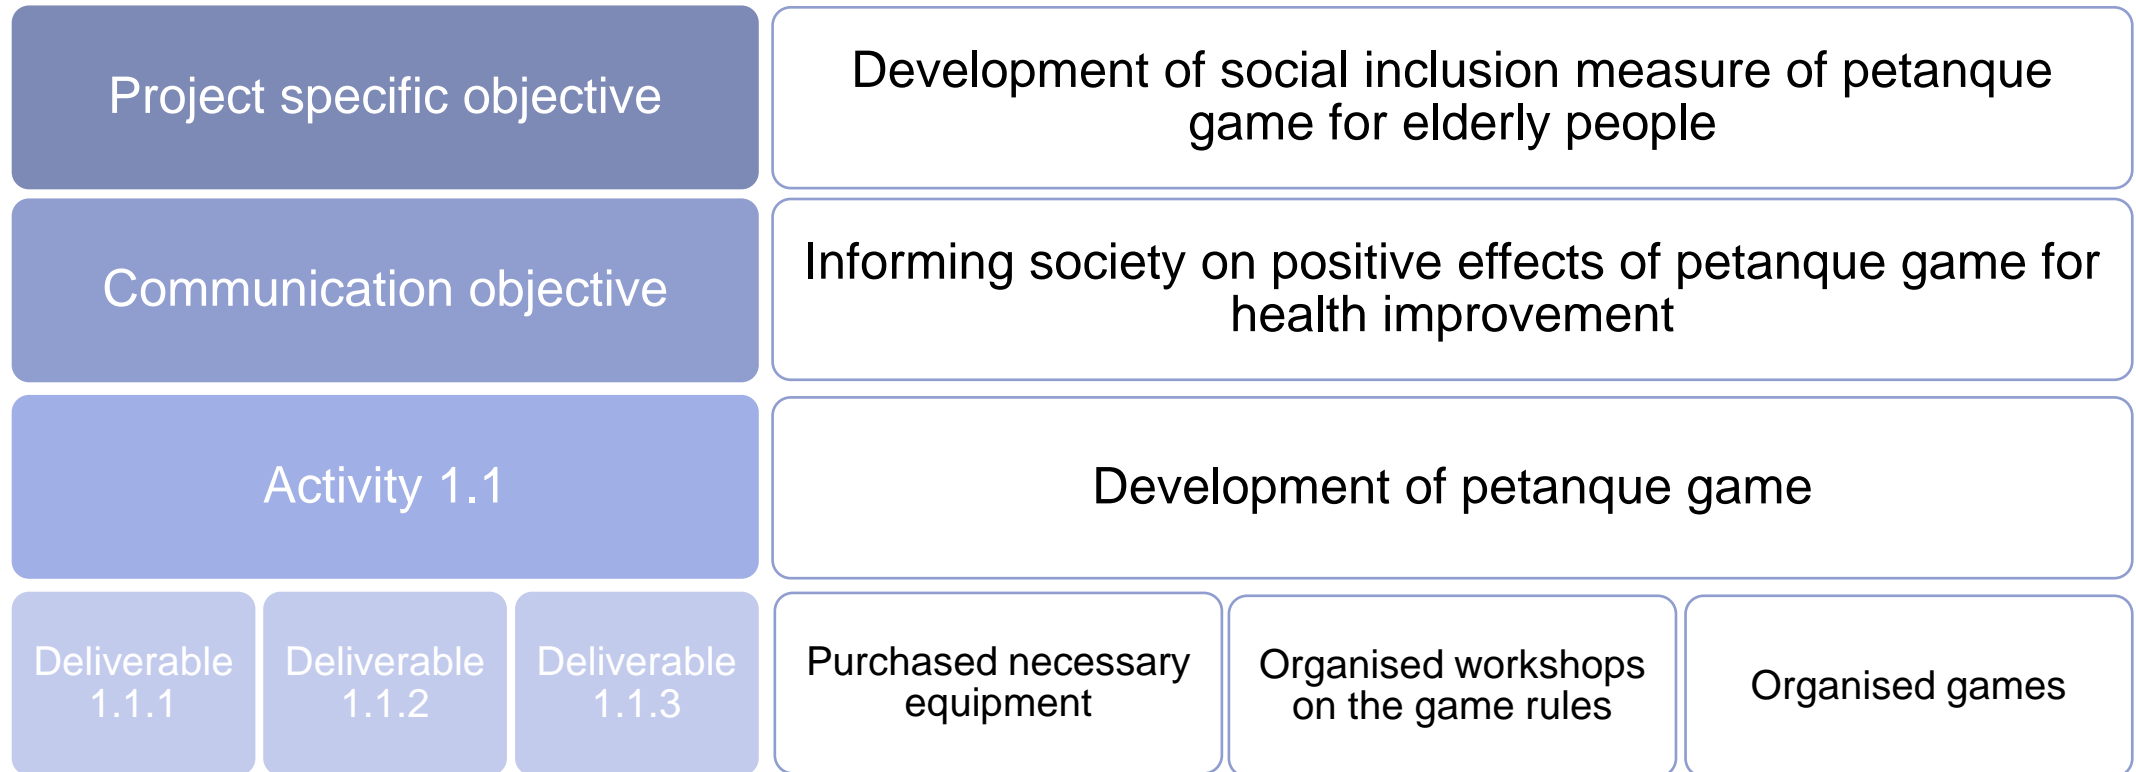 Project specific objective
Development of social inclusion measure of petanque
game for elderly people
Communication objective
Informing society on positive effects of petanque game for
health improvement
Activity 1.1
Development of petanque game
Deliverable
1.1.1
Deliverable
1.1.2
Deliverable
1.1.3
Purchased necessary
equipment
Organised workshops
on the game rules
Organised games